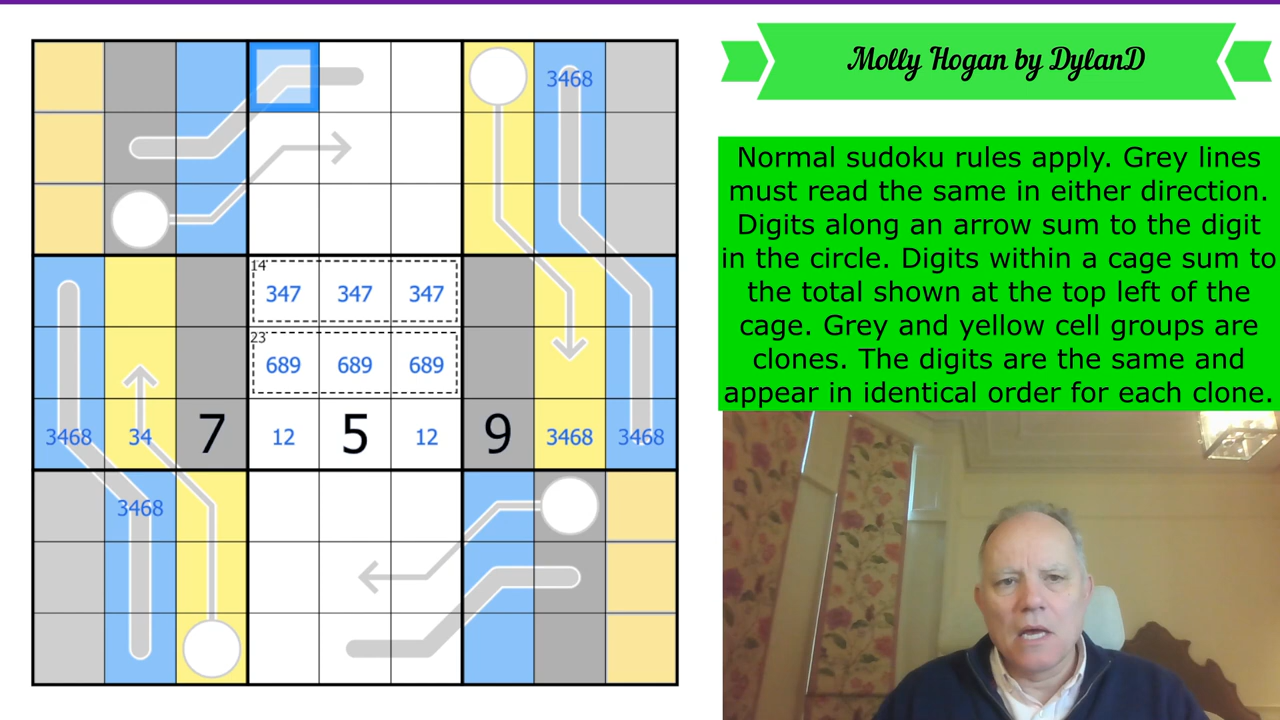 Molly Hogan by DylanD
3468
Normal sudoku rules apply. Grey lines
must read the same in either direction.
Digits along an arrow sum to the digit
in the circle. Digits within a cage sum to
the total shown at the top left of the
cage. Grey and yellow cell groups are
clones. The digits are the same and
appear in identical order for each clone.
14
347 347 347
23
689 689 689
3468 34 7 12 5 12 9 3468 3468
3468